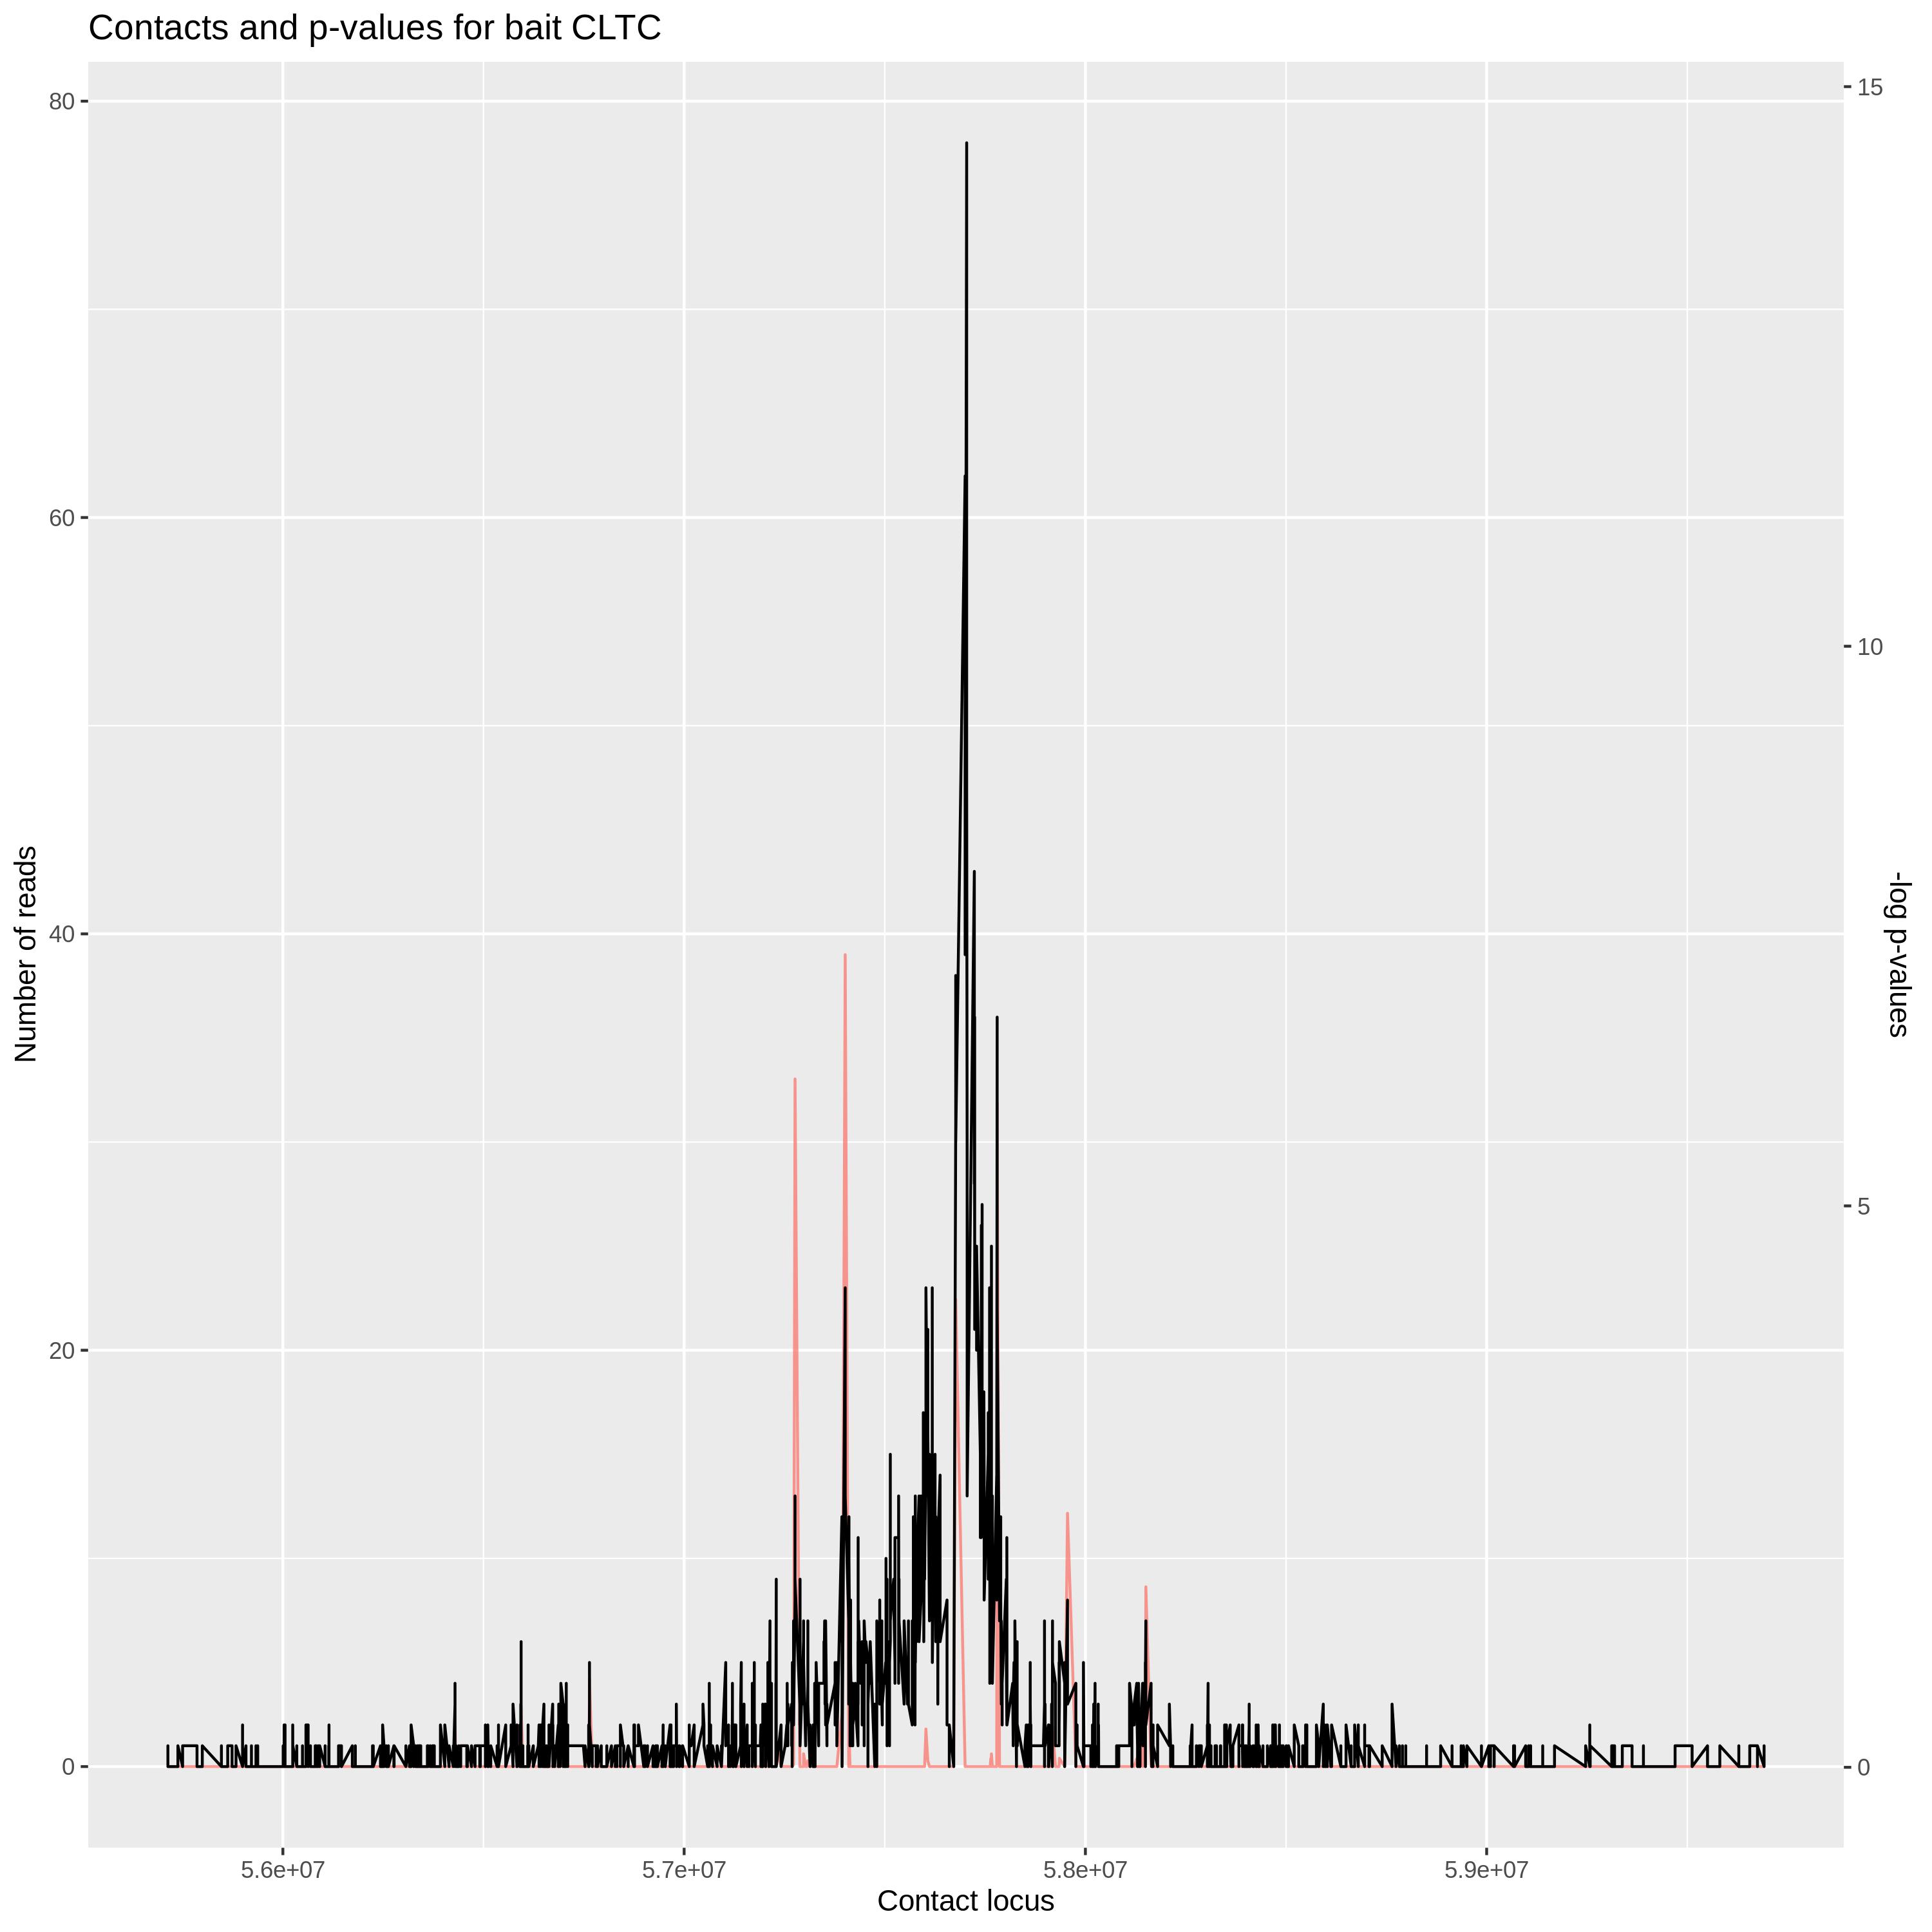 Contacts and p-values for bait CLTC
80
60
40
20
0
Number of reads
15
10
5
0
-log p-values
5.6e+07
5.7e+07
5.8e+07
5.9e+07
Contact locus